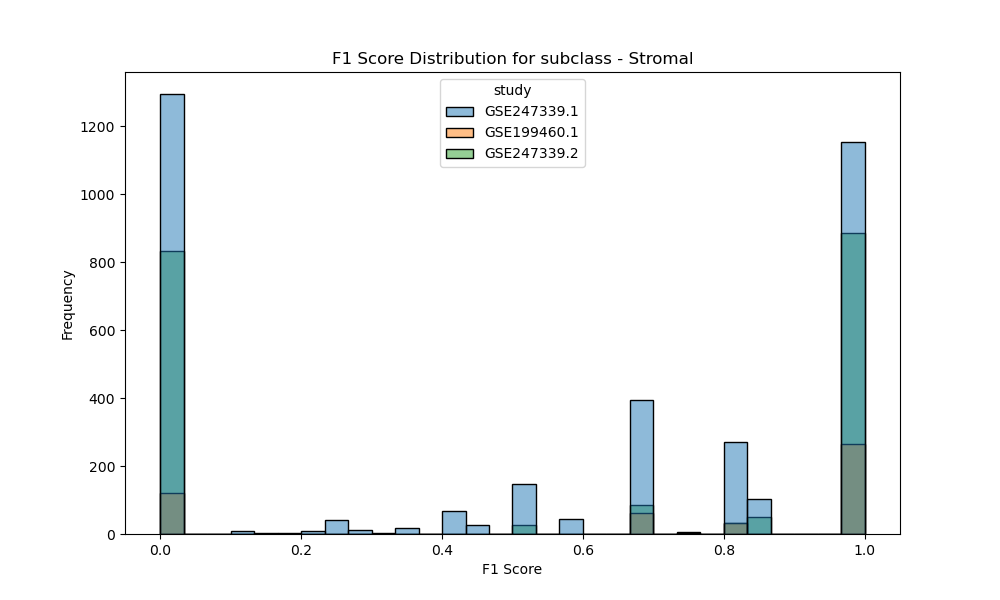 F1 Score Distribution for subclass - Stromal
study
GSE247339.1
GSE199460.1
GSE247339.2
Frequency
1200
1000
800
600
400
200
0
0.0 0.2 0.4 0.6 0.8 1.0
F1 Score